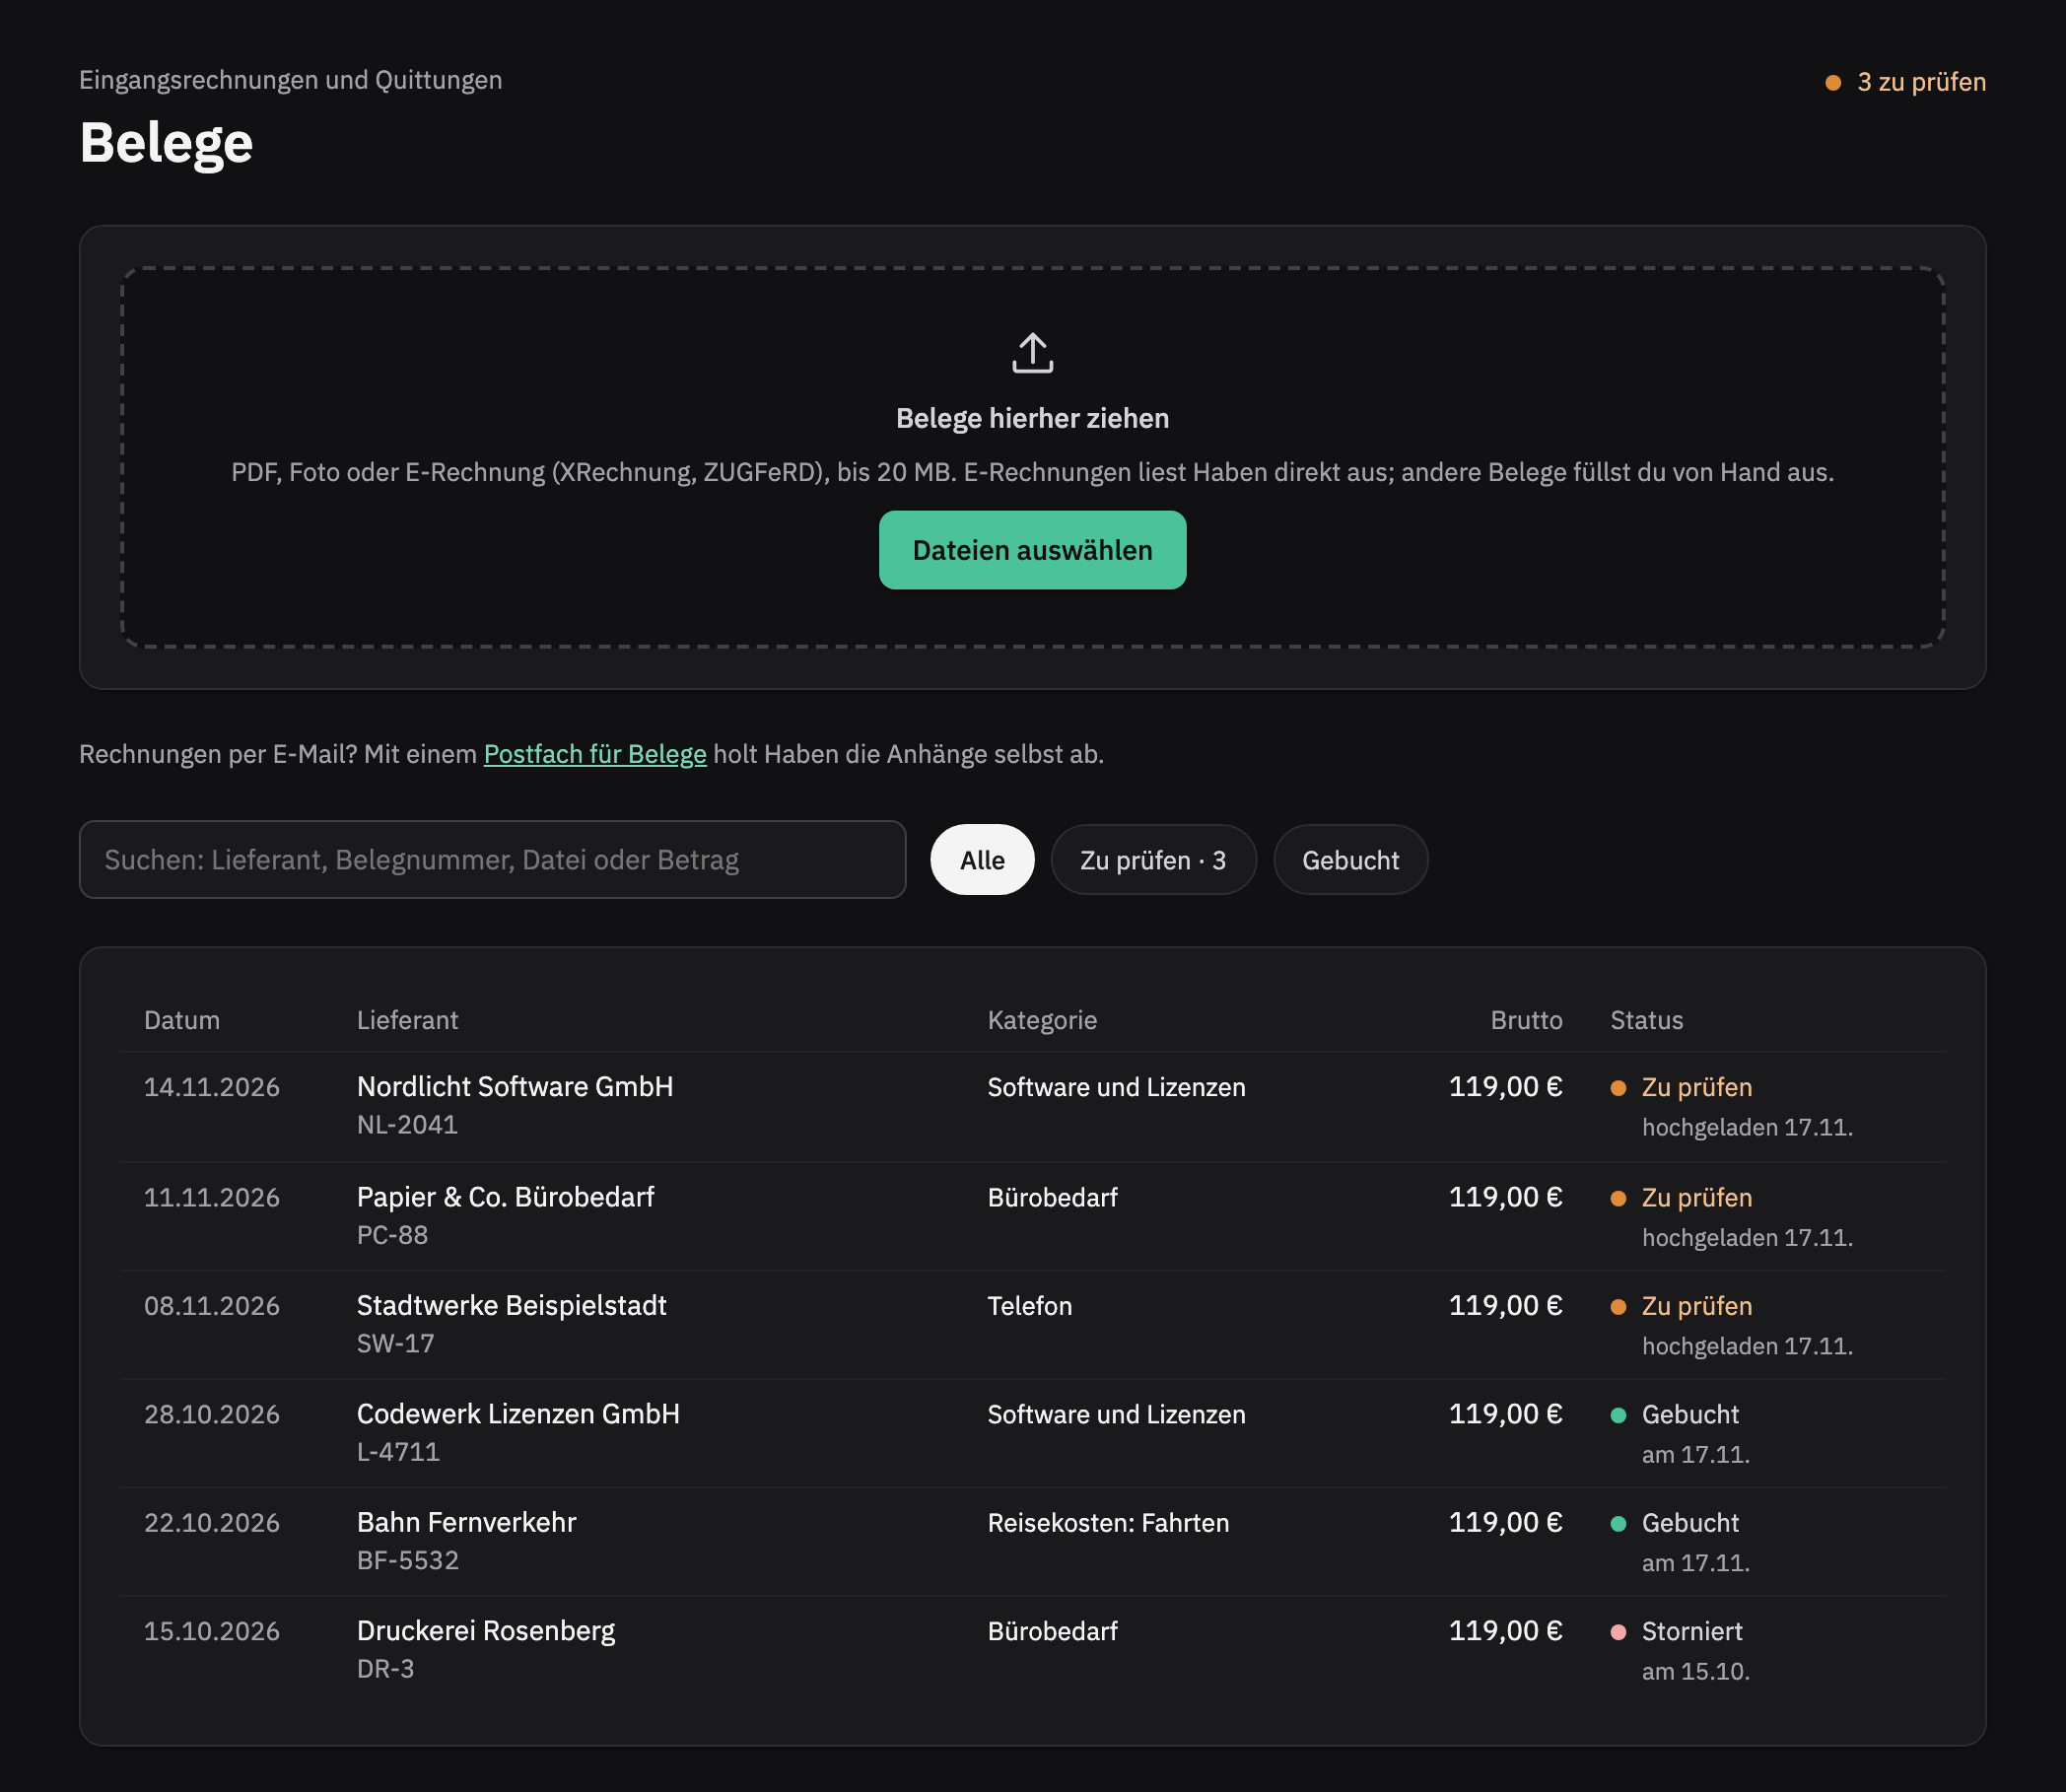 Eingangsrechnungen und Quittungen
3 zu prüfen
Belege
Belege hierher ziehen
PDF, Foto oder E-Rechnung (XRechnung, ZUGFeRD), bis 20 MB. E-Rechnungen liest Haben direkt aus; andere Belege füllst du von Hand aus.
Dateien auswählen
Rechnungen per E-Mail? Mit einem Postfach für Belege holt Haben die Anhänge selbst ab.
Suchen: Lieferant, Belegnummer, Datei oder Betrag
Alle
Zu prüfen · 3
Gebucht
Datum Lieferant Kategorie Brutto Status
14.11.2026 Nordlicht Software GmbH Software und Lizenzen 119,00 € Zu prüfen
NL-2041 hochgeladen 17.11.
11.11.2026 Papier & Co. Bürobedarf Bürobedarf 119,00 € Zu prüfen
PC-88 hochgeladen 17.11.
08.11.2026 Stadtwerke Beispielstadt Telefon 119,00 € Zu prüfen
SW-17 hochgeladen 17.11.
28.10.2026 Codewerk Lizenzen GmbH Software und Lizenzen 119,00 € Gebucht
L-4711 am 17.11.
22.10.2026 Bahn Fernverkehr Reisekosten: Fahrten 119,00 € Gebucht
BF-5532 am 17.11.
15.10.2026 Druckerei Rosenberg Bürobedarf 119,00 € Storniert
DR-3 am 15.10.